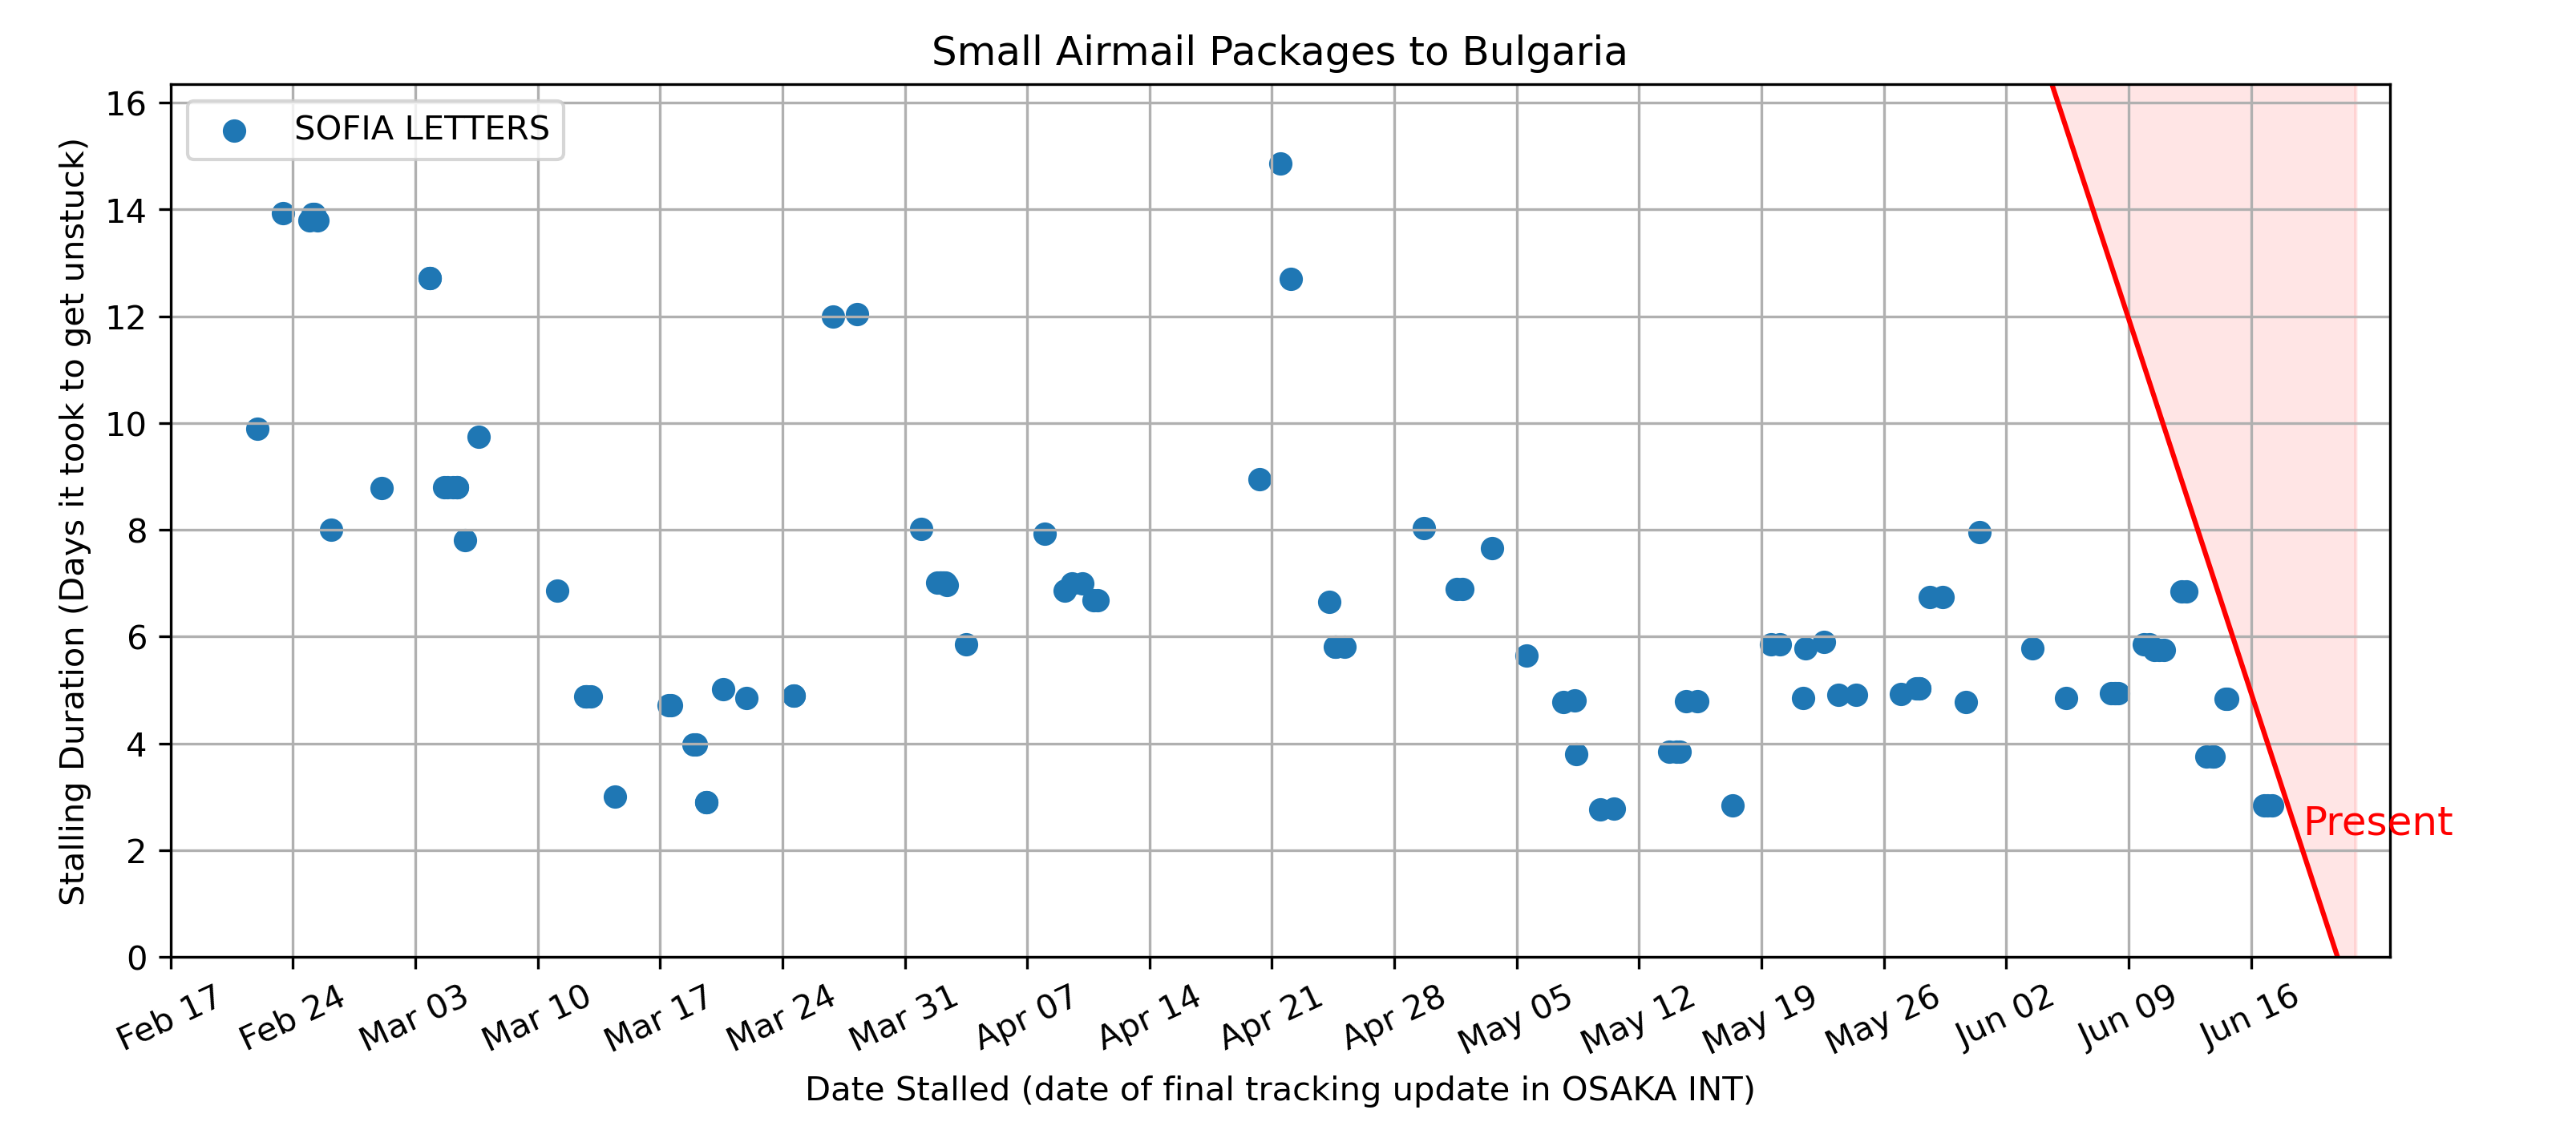 Small Airmail Packages to Bulgaria
SOFIA LETTERS
Stalling Duration (Days it took to get unstuck)
16
14
12
10
8
6
4
2
0
Present
Feb 17
Feb 24
Mar 03
Mar 10
Mar 17
Mar 24
Mar 31
Apr 07
Apr 14
Apr 21
Apr 28
May 05
May 12
May 19
May 26
Jun 02
Jun 09
Jun 16
Date Stalled (date of final tracking update in OSAKA INT)